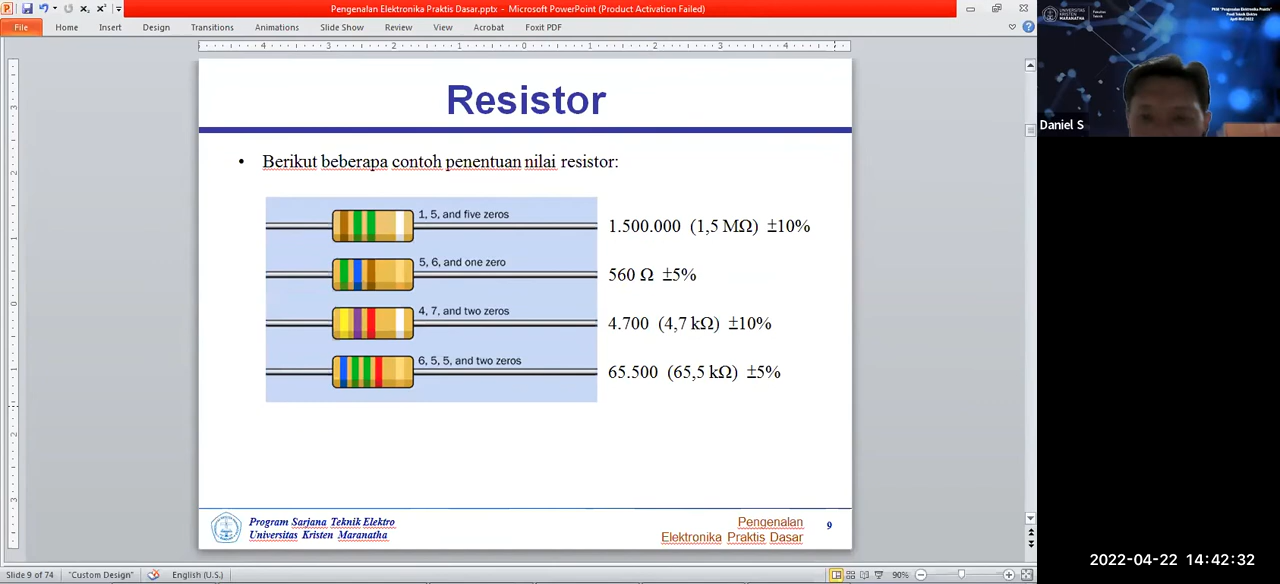 Pengenalan Elektronika Praktis Dasar.pptx - Microsoft PowerPoint (Product Activation Failed)
File Home Insert Design Transitions Animations Slide Show Review View Acrobat Foxit PDF
Resistor
• Berikut beberapa contoh penentuan nilai resistor:
1, 5, and five zeros
1.500.000 (1,5 MΩ) ±10%
5, 6, and one zero
560 Ω ±5%
4, 7, and two zeros
4.700 (4,7 kΩ) ±10%
6, 5, 5, and two zeros
65.500 (65,5 kΩ) ±5%
Program Sarjana Teknik Elektro
Universitas Kristen Maranatha
Pengenalan
Elektronika Praktis Dasar
9
Slide 9 of 74 "Custom Design" English (U.S.) 90%
UNIVERSITAS
KRISTEN
MARANATHA
Fakultas
Teknik
Daniel S
2022-04-22 14:42:32